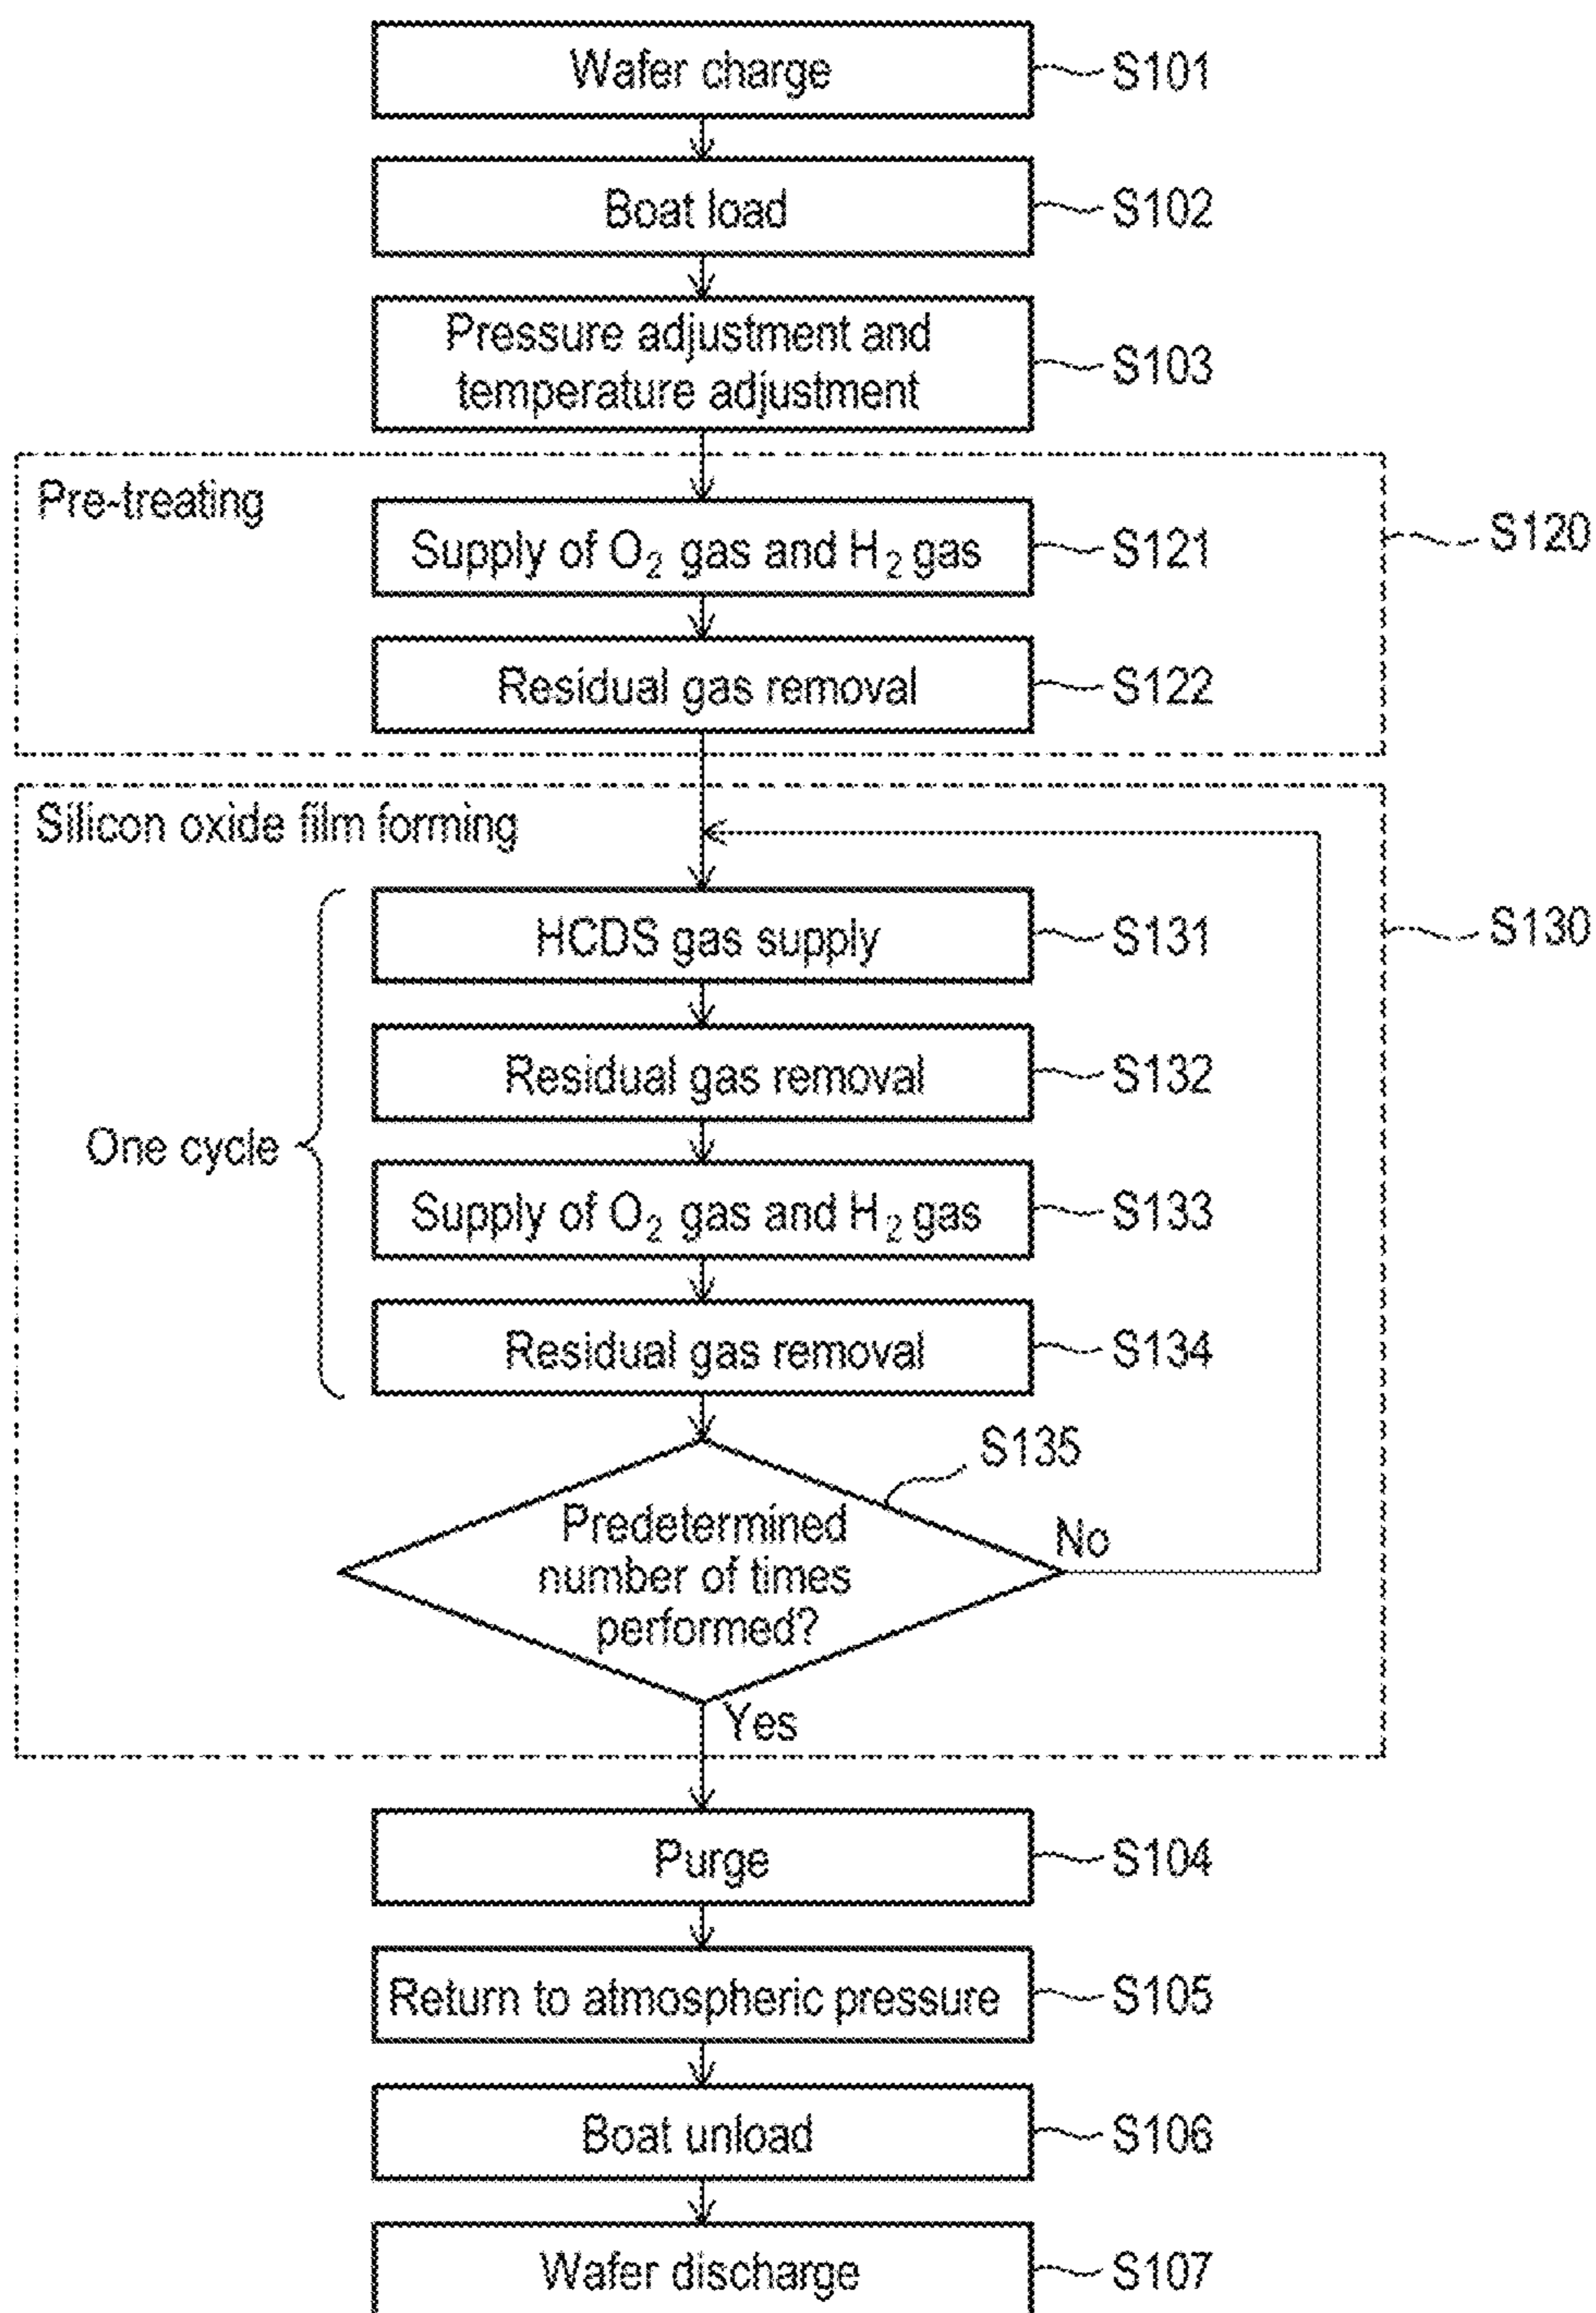 Wafer charge
S101
Boat load
S102
Pressure adjustment and
temperature adjustment
S103
Pre-treating
S120
Supply of O2 gas and H2 gas
S121
Residual gas removal
S122
Silicon oxide film forming
S130
One cycle
HCDS gas supply
S131
Residual gas removal
S132
Supply of O2 gas and H2 gas
S133
Residual gas removal
S134
S135
Predetermined
number of times
performed?
No
Yes
Purge
S104
Return to atmospheric pressure
S105
Boat unload
S106
Wafer discharge
S107